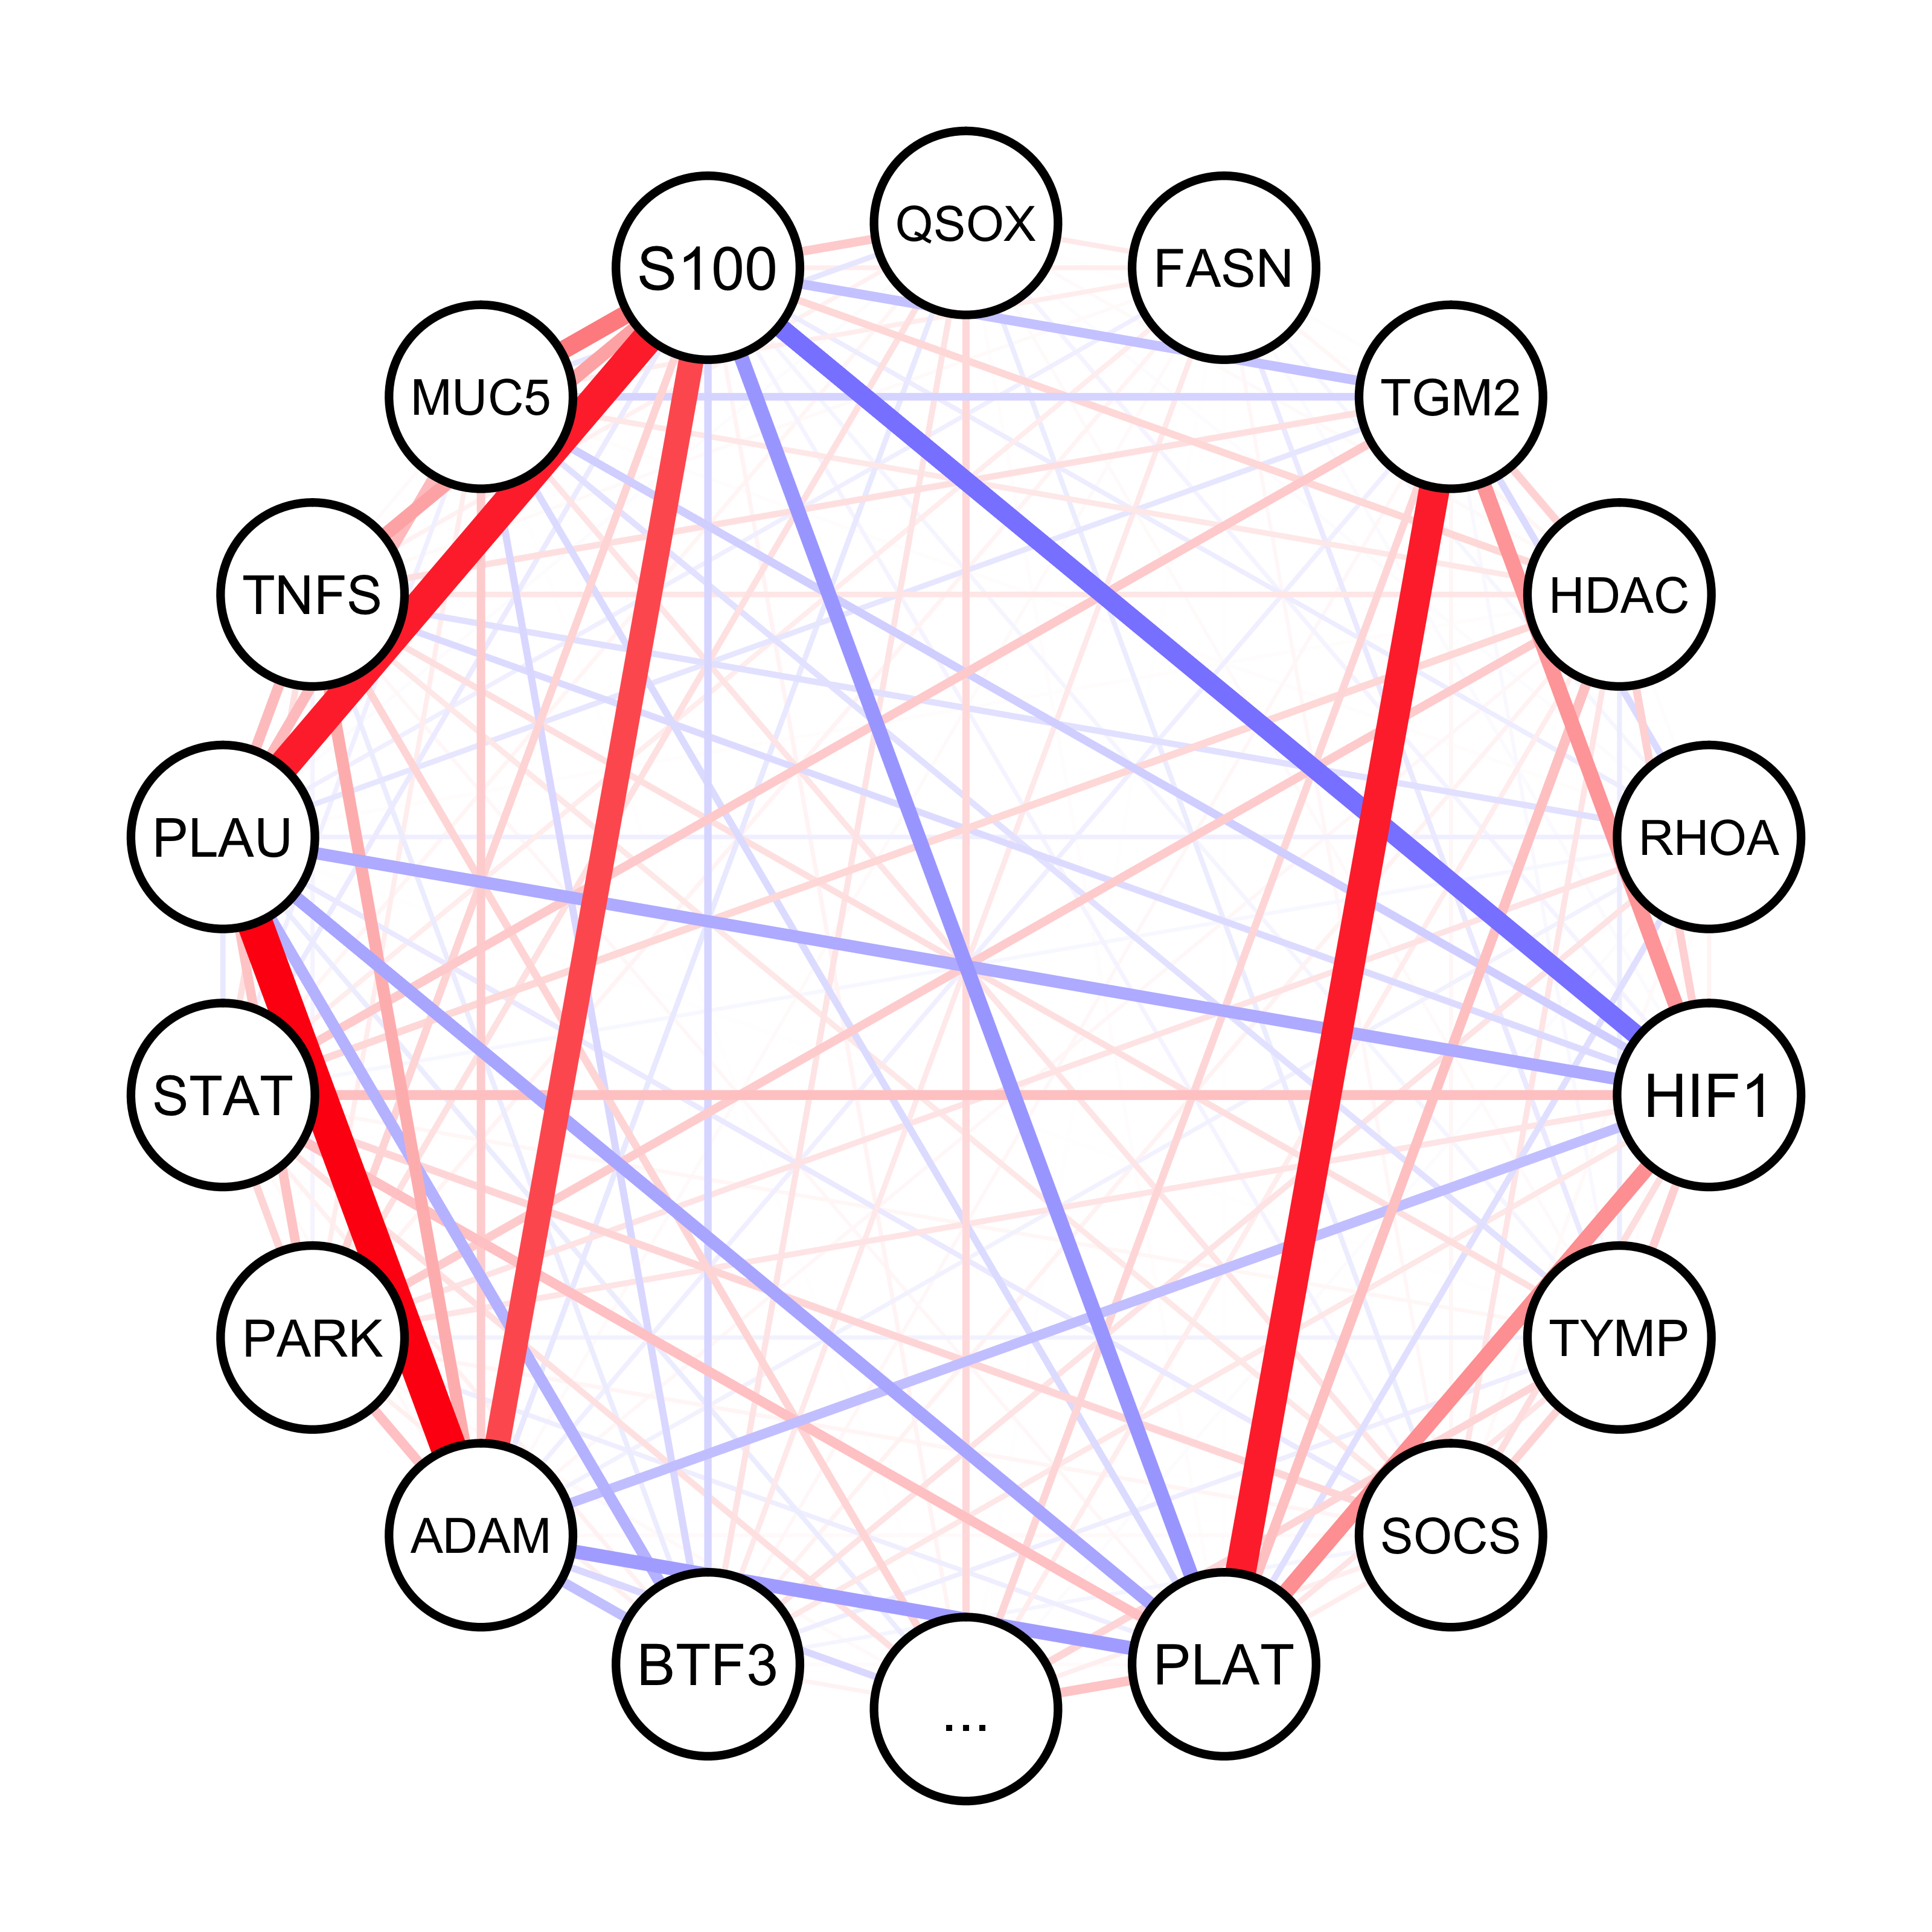 QSOX
S100
FASN
MUC5
TGM2
TNFS
HDAC
PLAU
RHOA
STAT
HIF1
PARK
TYMP
ADAM
SOCS
BTF3
PLAT
...